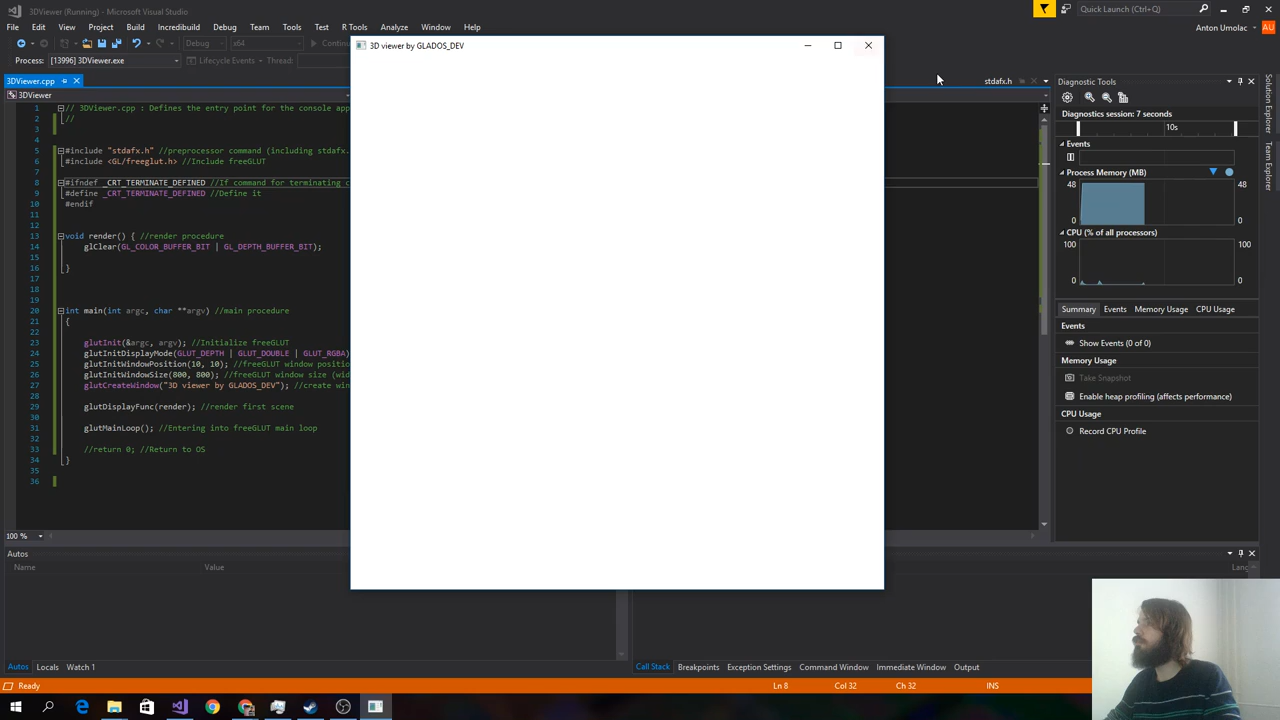 3DViewer (Running) - Microsoft Visual Studio
Quick Launch (Ctrl+Q)
File Edit View Project Build Incredibuild Debug Team Tools Test R Tools Analyze Window Help
Anton Umolac AU
Debug x64 Continue
3D viewer by GLADOS_DEV
Process: [13996] 3DViewer.exe Lifecycle Events Thread:
3DViewer.cpp
stdafx.h
Diagnostic Tools
3DViewer
Diagnostics session: 7 seconds
10s
Events
Process Memory (MB)
48 48
0 0
CPU (% of all processors)
100 100
0 0
Summary Events Memory Usage CPU Usage
Events
Show Events (0 of 0)
Memory Usage
Take Snapshot
Enable heap profiling (affects performance)
CPU Usage
Record CPU Profile
Solution Explorer
Team Explorer
1 // 3DViewer.cpp : Defines the entry point for the console app
2 //
3
4
5 #include "stdafx.h" //preprocessor command (including stdafx.
6 #include <GL/freeglut.h> //Include freeGLUT
7
8 #ifndef _CRT_TERMINATE_DEFINED //If command for terminating c
9 #define _CRT_TERMINATE_DEFINED //Define it
10 #endif
11
12
13 void render() { //render procedure
14 glClear(GL_COLOR_BUFFER_BIT | GL_DEPTH_BUFFER_BIT);
15
16 }
17
18
19
20 int main(int argc, char **argv) //main procedure
21 {
22
23 glutInit(&argc, argv); //Initialize freeGLUT
24 glutInitDisplayMode(GLUT_DEPTH | GLUT_DOUBLE | GLUT_RGBA)
25 glutInitWindowPosition(10, 10); //freeGLUT window positio
26 glutInitWindowSize(800, 800); //freeGLUT window size (wid
27 glutCreateWindow("3D viewer by GLADOS_DEV"); //create win
28
29 glutDisplayFunc(render); //render first scene
30
31 glutMainLoop(); //Entering into freeGLUT main loop
32
33 //return 0; //Return to OS
34 }
35
36
100 %
Autos
Name Value
Lang
Autos Locals Watch 1
Call Stack Breakpoints Exception Settings Command Window Immediate Window Output
Ready Ln 8 Col 32 Ch 32 INS